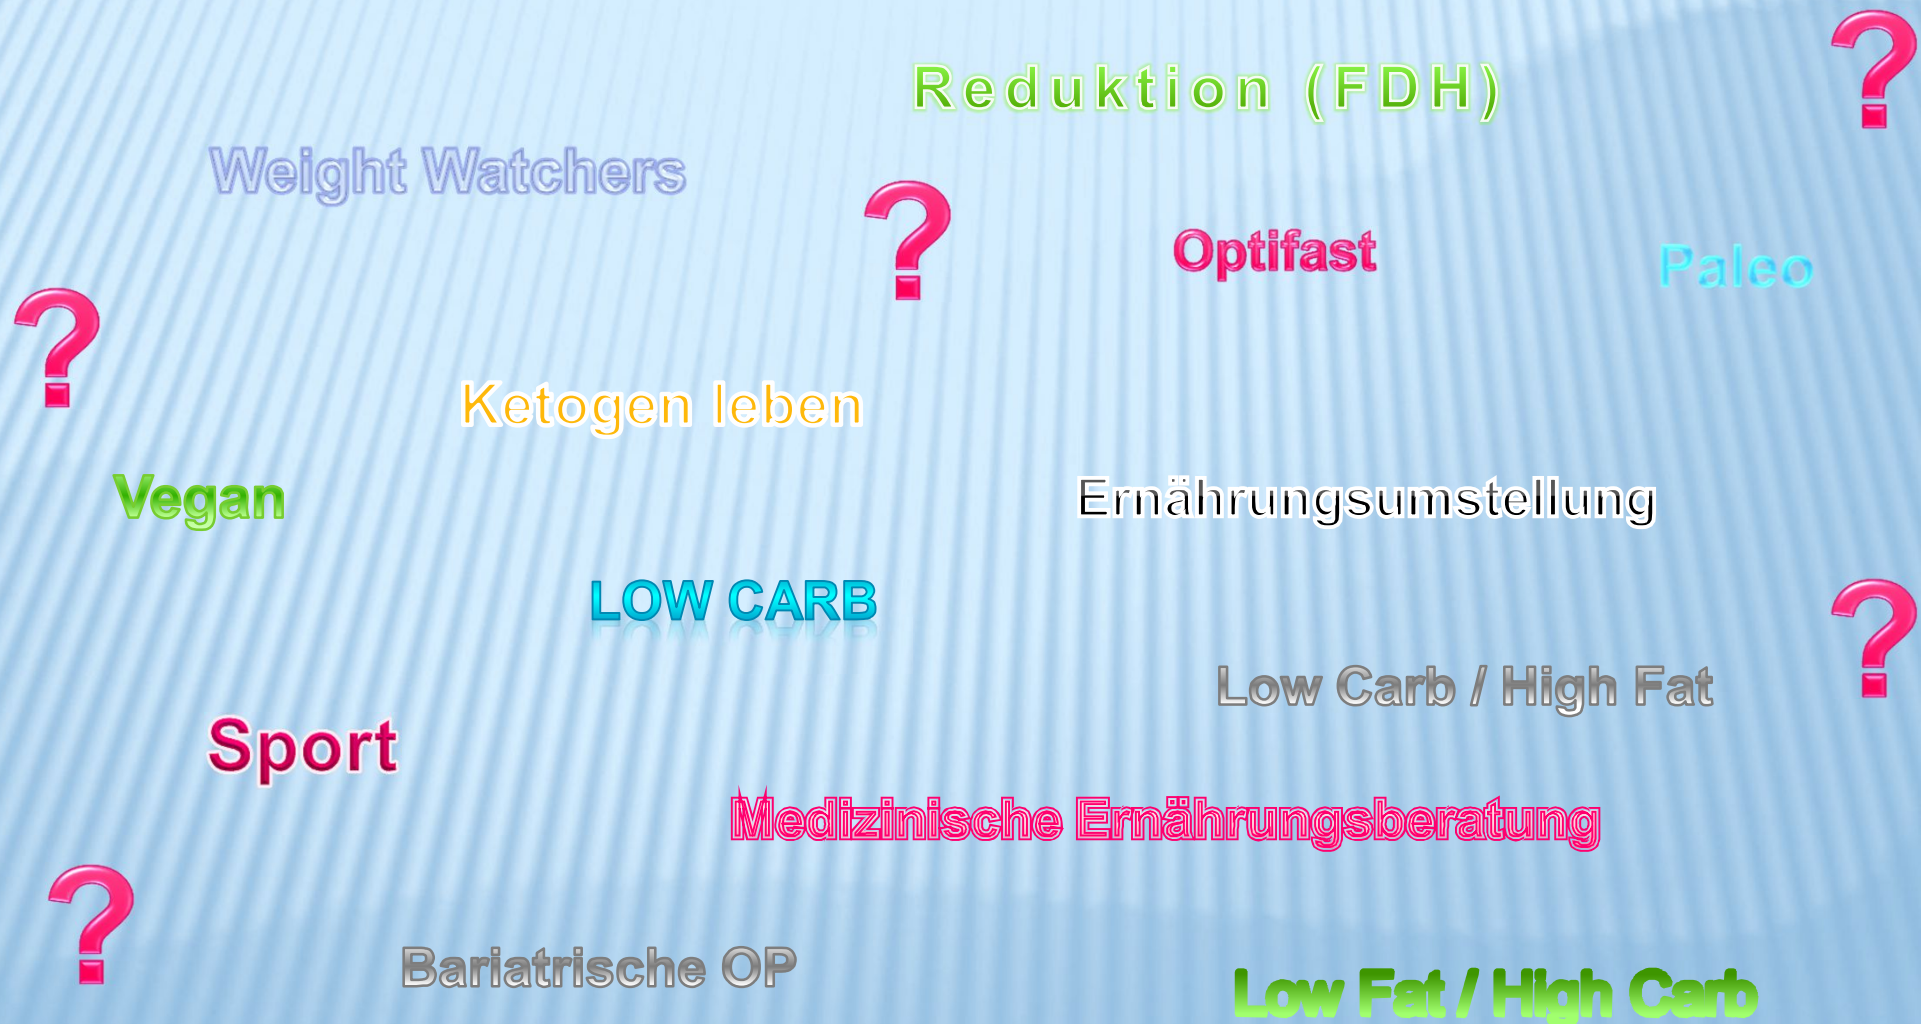 Reduktion (FDH)
?
Weight Watchers
?
Optifast
Paleo
?
Ketogen leben
Vegan
Ernährungsumstellung
LOW CARB
?
Low Carb / High Fat
Sport
Medizinische Ernährungsberatung
?
Bariatrische OP
Low Fat / High Carb